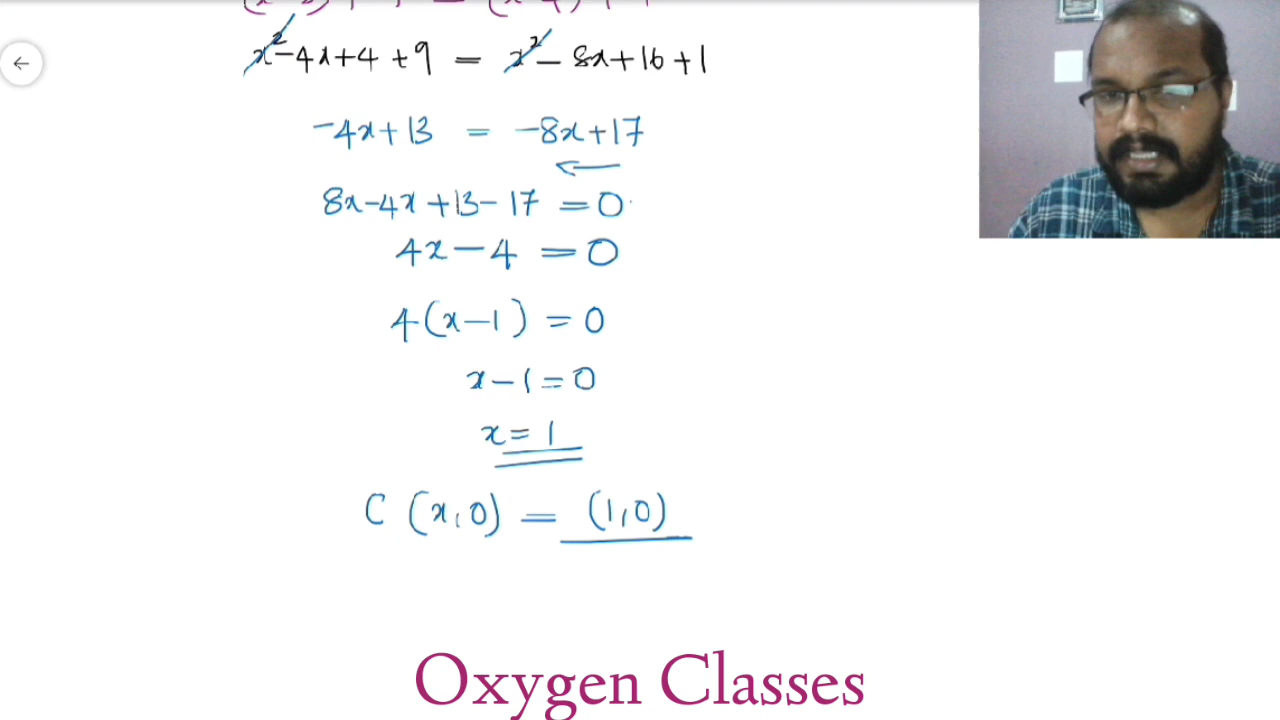 x²-4x+4+9 = x²-8x+16+1
-4x+13 = -8x+17
←
8x-4x+13-17 = 0
4x-4 = 0
4(x-1) = 0
x-1 = 0
x = 1
C (x,0) = (1,0)
Oxygen Classes